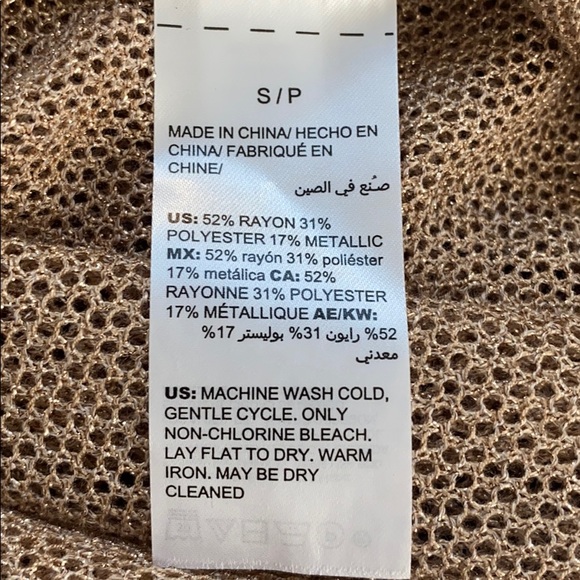 S / P
MADE IN CHINA/ HECHO EN
CHINA/ FABRIQUÉ EN
CHINE/
صُنع في الصين
US: 52% RAYON 31%
POLYESTER 17% METALLIC
MX: 52% rayón 31% poliéster
17% metálica CA: 52%
RAYONNE 31% POLYESTER
17% MÉTALLIQUE AE/KW:
52% رايون 31% بوليستر 17%
معدني
US: MACHINE WASH COLD,
GENTLE CYCLE. ONLY
NON-CHLORINE BLEACH.
LAY FLAT TO DRY. WARM
IRON. MAY BE DRY
CLEANED